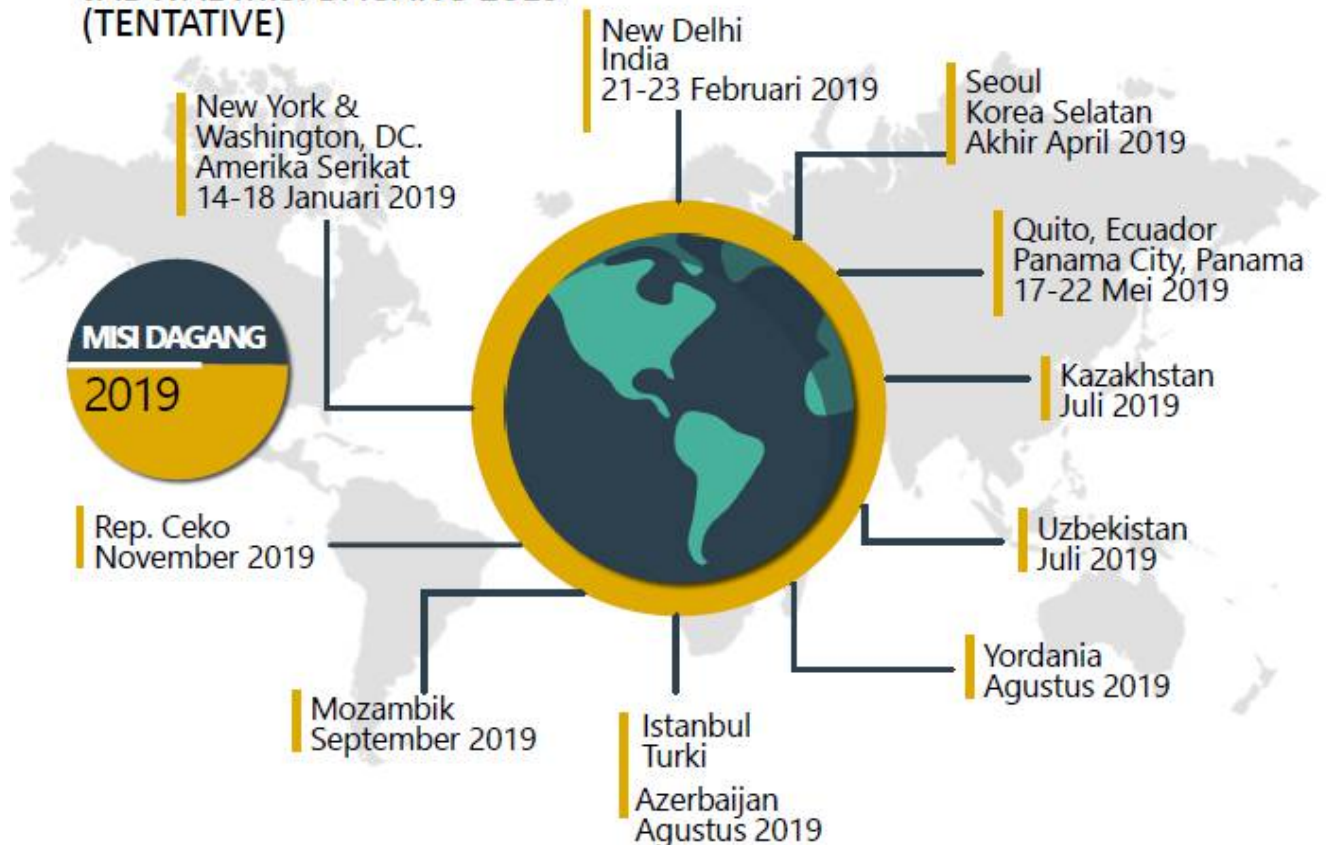 (TENTATIVE)
New York &
Washington, DC.
Amerika Serikat
14-18 Januari 2019
New Delhi
India
21-23 Februari 2019
Seoul
Korea Selatan
Akhir April 2019
Quito, Ecuador
Panama City, Panama
17-22 Mei 2019
Kazakhstan
Juli 2019
Uzbekistan
Juli 2019
Yordania
Agustus 2019
Istanbul
Turki
Azerbaijan
Agustus 2019
Mozambik
September 2019
Rep. Ceko
November 2019
MISI DAGANG
2019